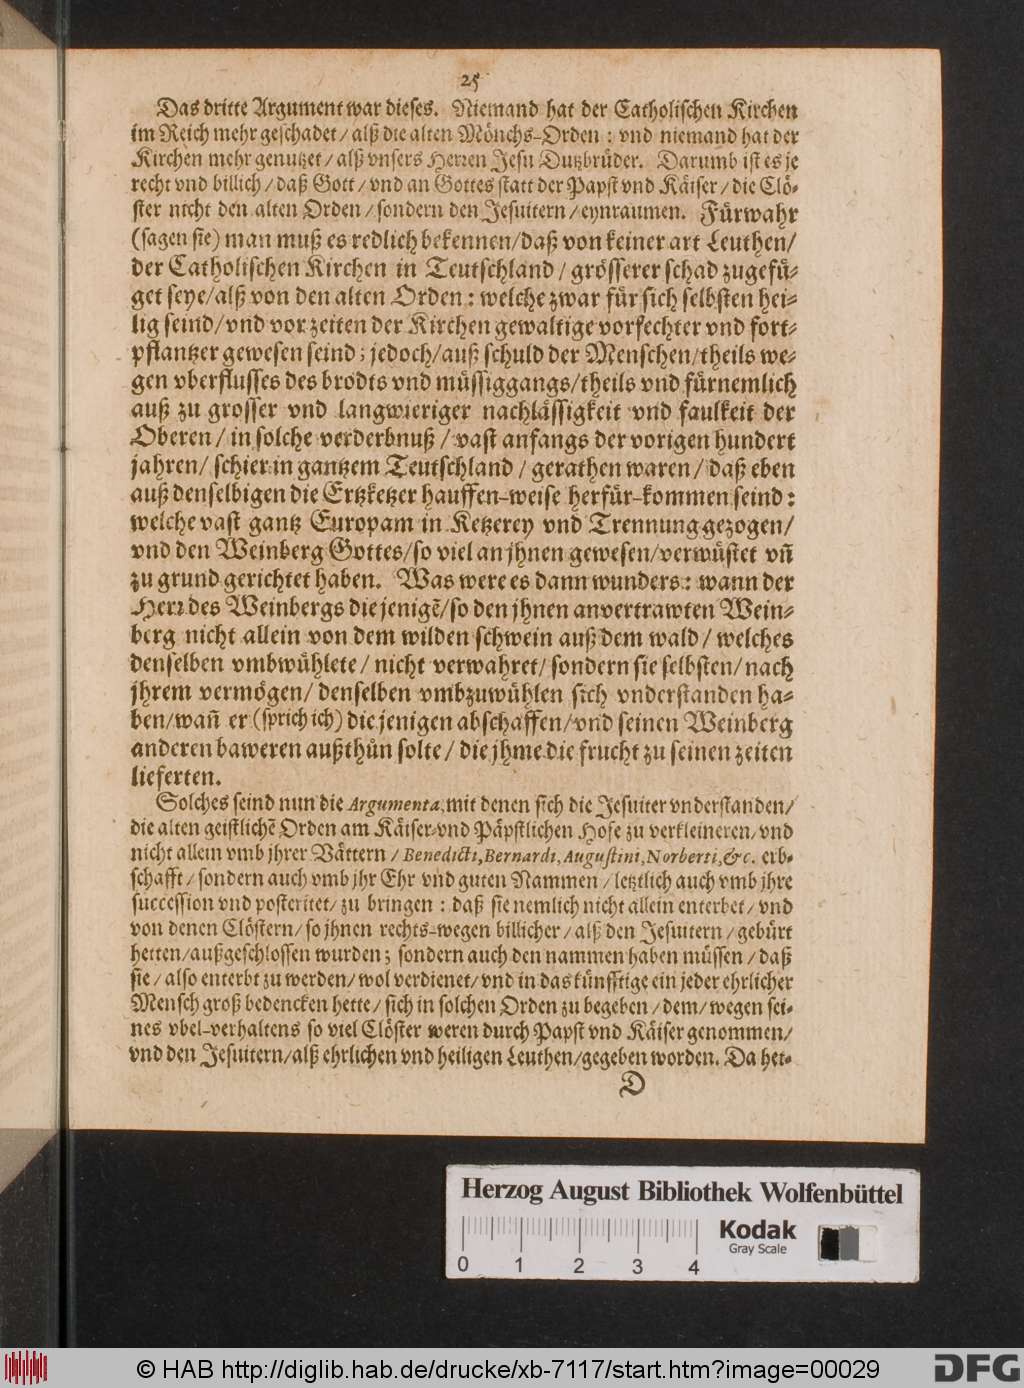 25
Das dritte Argument war dieses. Niemand hat der Catholischen Kirchen
im Reich mehr geschadet / alß die alten Mönchs-Orden : vnd niemand hat der
Kirchen mehr genutzet / alß vnsers Herren Jesu Dutzbrüder. Darumb ist es je
recht vnd billich / daß Gott / vnd an Gottes statt der Papst vnd Käiser / die Clö-
ster nicht den alten Orden / sondern den Jesuitern / eynraumen. Fürwahr
(sagen sie) man muß es redlich bekennen/daß von keiner art Leuthen/
der Catholischen Kirchen in Teutschland / grösserer schad zugefü-
get seye/alß von den alten Orden : welche zwar für sich selbsten hei-
lig seind/vnd vor zeiten der Kirchen gewaltige vorfechter vnd fort-
pflantzer gewesen seind ; jedoch/auß schuld der Menschen/theils we-
gen vberflusses des brodts vnd müssiggangs/theils vnd fürnemlich
auß zu grosser vnd langwieriger nachlässigkeit vnd faulkeit der
Oberen / in solche verderbnuß / vast anfangs der vorigen hundert
jahren/ schier in gantzem Teutschland / gerathen waren / daß eben
auß denselbigen die Ertzketzer hauffen-weise herfür-kommen seind :
welche vast gantz Europam in Ketzerey vnd Trennung gezogen/
vnd den Weinberg Gottes/so viel an jhnen gewesen/verwüstet vñ
zu grund gerichtet haben. Was were es dann wunders : wann der
Herr des Weinbergs die jenigẽ/so den jhnen anvertrawten Wein-
berg nicht allein von dem wilden schwein auß dem wald / welches
denselben vmbwühlete / nicht verwahret/ sondern sie selbsten/ nach
jhrem vermögen/ denselben vmbzuwühlen sich vnderstanden ha-
ben/wañ er (sprich ich) die jenigen abschaffen/vnd seinen Weinberg
anderen baweren außthün solte / die jhme die frucht zu seinen zeiten
lieferten.
Solches seind nun die Argumenta, mit denen sich die Jesuiter vnderstanden/
die alten geistlichẽ Orden am Käiser-vnd Päpstlichen Hofe zu verkleineren/vnd
nicht allein vmb jhrer Vättern / Benedicti, Bernardi, Augustini, Norberti, &c. erb-
schafft / sondern auch vmb jhr Ehr vnd guten Nammen / letztlich auch vmb jhre
succession vnd posteritet/ zu bringen : daß sie nemlich nicht allein enterbet / vnd
von denen Clöstern / so jhnen rechts-wegen billicher / alß den Jesuitern / gebürt
hetten/außgeschlossen wurden ; sondern auch den nammen haben müssen / daß
sie / also enterbt zu werden/ wol verdienet/ vnd in das künfftige ein jeder ehrlicher
Mensch groß bedencken hette / sich in solchen Orden zu begeben / dem/ wegen sei-
nes vbel-verhaltens so viel Clöster weren durch Papst vnd Käiser genommen/
vnd den Jesuitern/alß ehrlichen vnd heiligen Leuthen/gegeben worden. Da het-
D
Herzog August Bibliothek Wolfenbüttel
Kodak
Gray Scale
0 1 2 3 4
© HAB http://diglib.hab.de/drucke/xb-7117/start.htm?image=00029
DFG